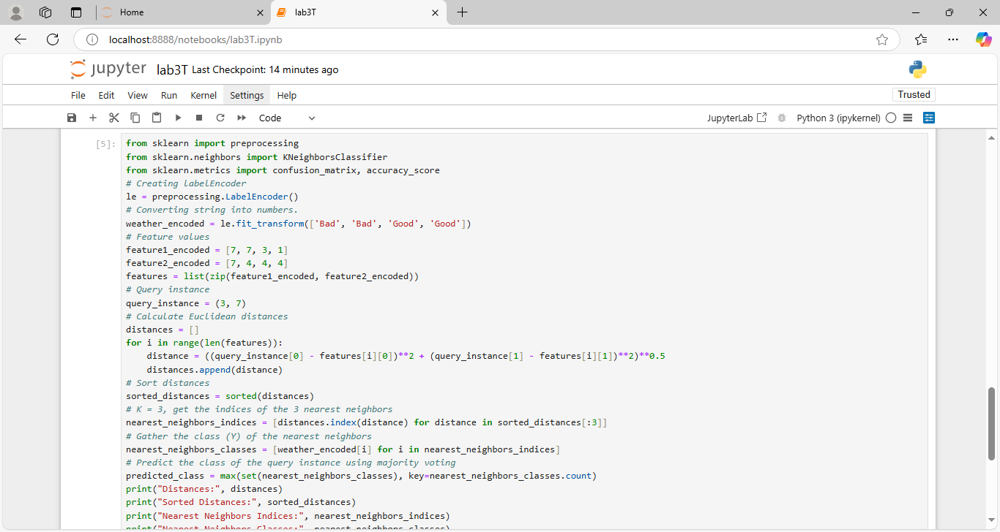 Home
lab3T
localhost:8888/notebooks/lab3T.ipynb
jupyter lab3T Last Checkpoint: 14 minutes ago
File Edit View Run Kernel Settings Help
Trusted
Code
JupyterLab
Python 3 (ipykernel)
[5]:
from sklearn import preprocessing
from sklearn.neighbors import KNeighborsClassifier
from sklearn.metrics import confusion_matrix, accuracy_score
# Creating labelEncoder
le = preprocessing.LabelEncoder()
# Converting string into numbers.
weather_encoded = le.fit_transform(['Bad', 'Bad', 'Good', 'Good'])
# Feature values
feature1_encoded = [7, 7, 3, 1]
feature2_encoded = [7, 4, 4, 4]
features = list(zip(feature1_encoded, feature2_encoded))
# Query instance
query_instance = (3, 7)
# Calculate Euclidean distances
distances = []
for i in range(len(features)):
    distance = ((query_instance[0] - features[i][0])**2 + (query_instance[1] - features[i][1])**2)**0.5
    distances.append(distance)
# Sort distances
sorted_distances = sorted(distances)
# K = 3, get the indices of the 3 nearest neighbors
nearest_neighbors_indices = [distances.index(distance) for distance in sorted_distances[:3]]
# Gather the class (Y) of the nearest neighbors
nearest_neighbors_classes = [weather_encoded[i] for i in nearest_neighbors_indices]
# Predict the class of the query instance using majority voting
predicted_class = max(set(nearest_neighbors_classes), key=nearest_neighbors_classes.count)
print("Distances:", distances)
print("Sorted Distances:", sorted_distances)
print("Nearest Neighbors Indices:", nearest_neighbors_indices)
print("Nearest Neighbors Classes:", nearest_neighbors_classes)